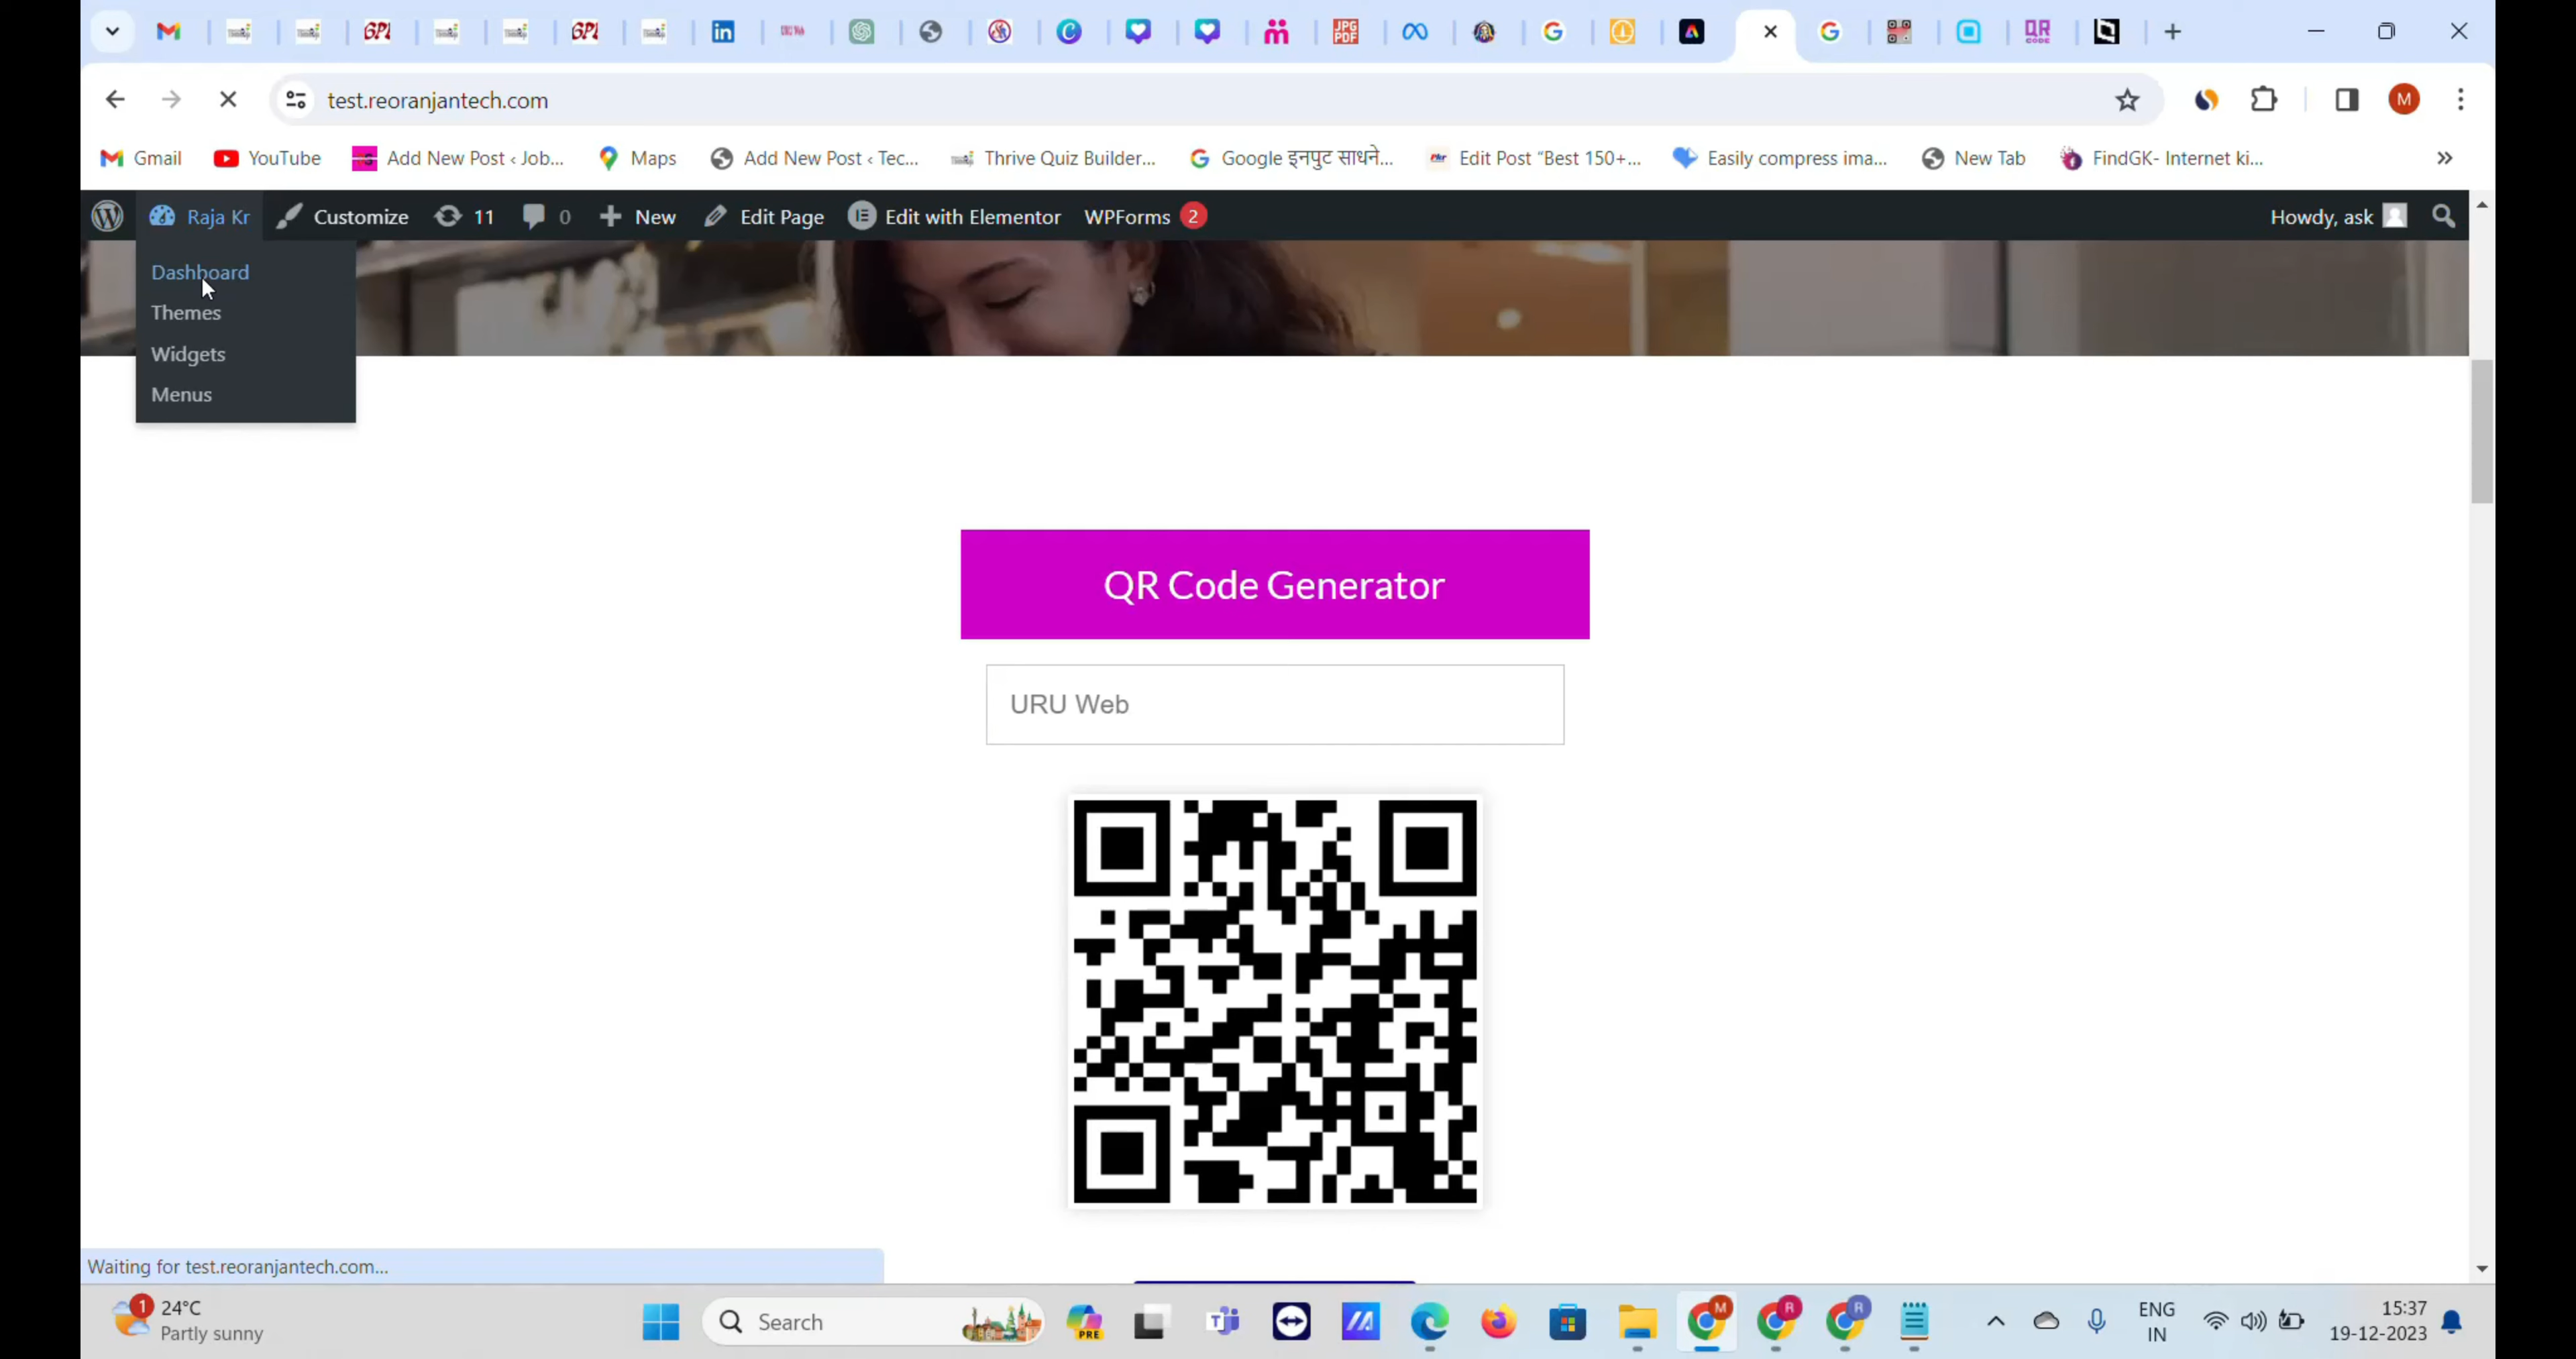 test.reoranjantech.com
Gmail YouTube Add New Post ‹ Job... Maps Add New Post ‹ Tec... Thrive Quiz Builder... Google इनपुट साधने... Edit Post “Best 150+... Easily compress ima... New Tab FindGK- Internet ki...
Raja Kr Customize 11 0 New Edit Page Edit with Elementor WPForms 2 Howdy, ask
Dashboard
Themes
Widgets
Menus
QR Code Generator
URU Web
Waiting for test.reoranjantech.com...
1 24°C
Partly sunny
Search
PRE
ENG
IN
15:37
19-12-2023